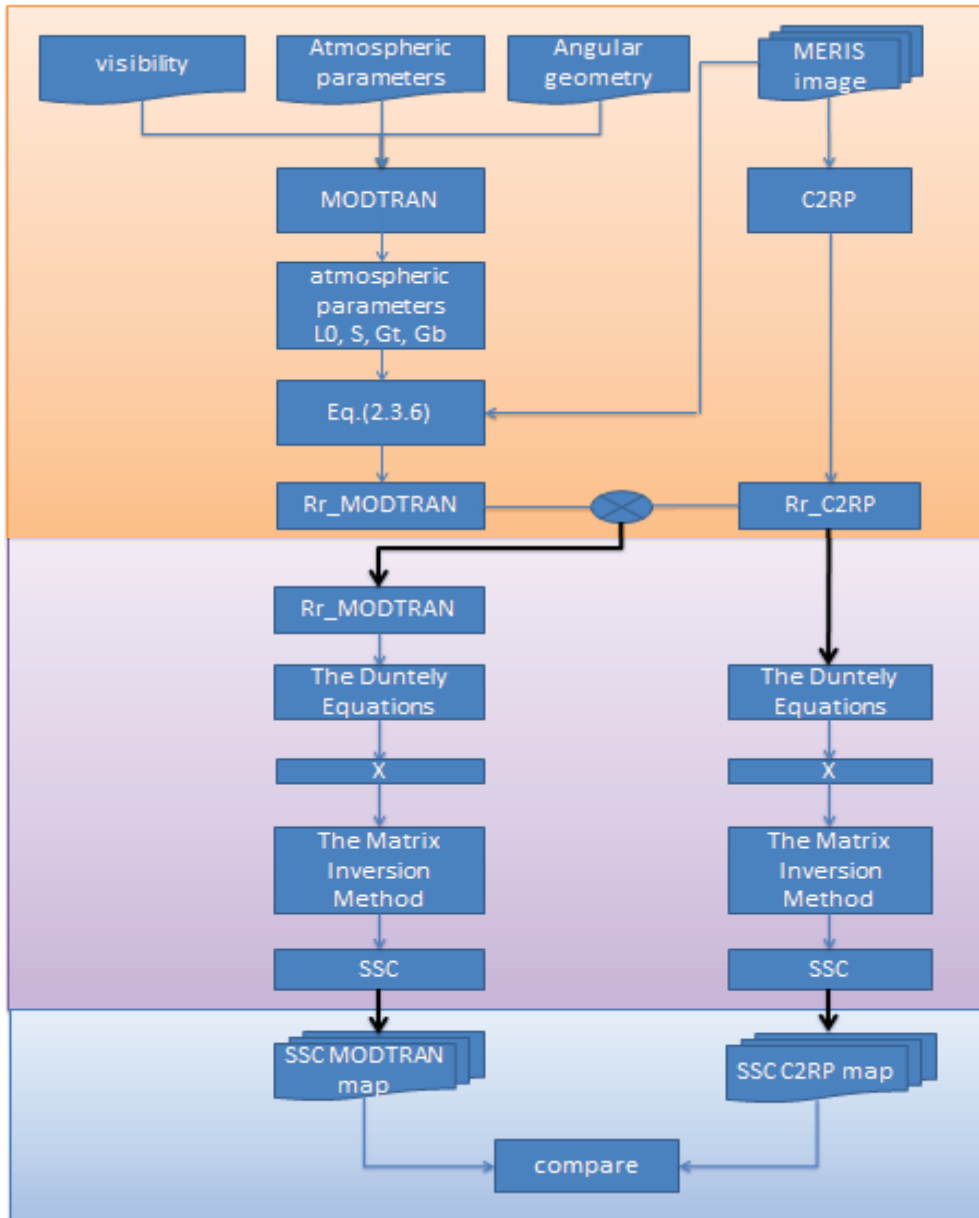 visibility
Atmospheric
parameters
Angular
geometry
MERIS
image
MODTRAN
C2RP
atmospheric
parameters
L0, S, Gt, Gb
Eq.(2.3.6)
Rr_MODTRAN
Rr_C2RP
Rr_MODTRAN
The Duntely
Equations
The Duntely
Equations
X
X
The Matrix
Inversion
Method
The Matrix
Inversion
Method
SSC
SSC
SSC MODTRAN
map
SSC C2RP map
compare